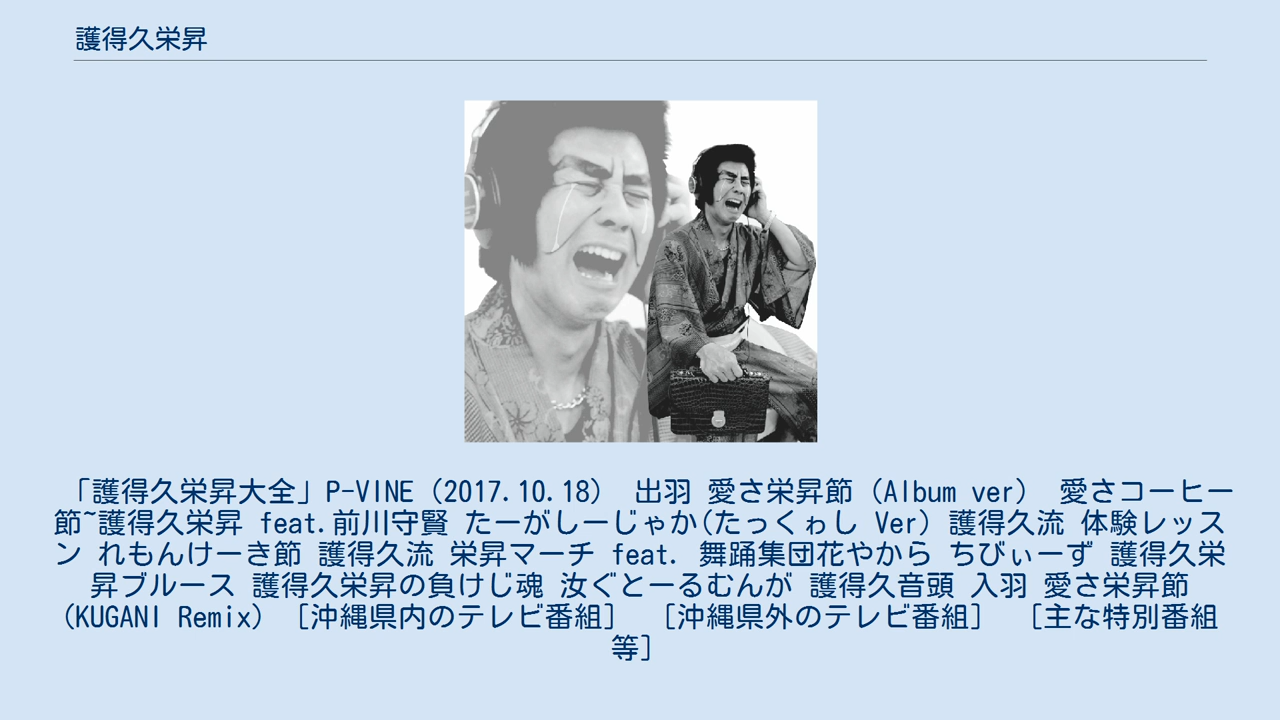 護得久栄昇
「護得久栄昇大全」P-VINE（2017.10.18） 出羽 愛さ栄昇節（Album ver） 愛さコーヒー
節~護得久栄昇 feat.前川守賢 たーがしーじゃか(たっくゎし Ver）護得久流 体験レッス
ン れもんけーき節 護得久流 栄昇マーチ feat. 舞踊集団花やから ちびぃーず 護得久栄
昇ブルース 護得久栄昇の負けじ魂 汝ぐとーるむんが 護得久音頭 入羽 愛さ栄昇節
（KUGANI Remix）［沖縄県内のテレビ番組］ ［沖縄県外のテレビ番組］ ［主な特別番組
等］